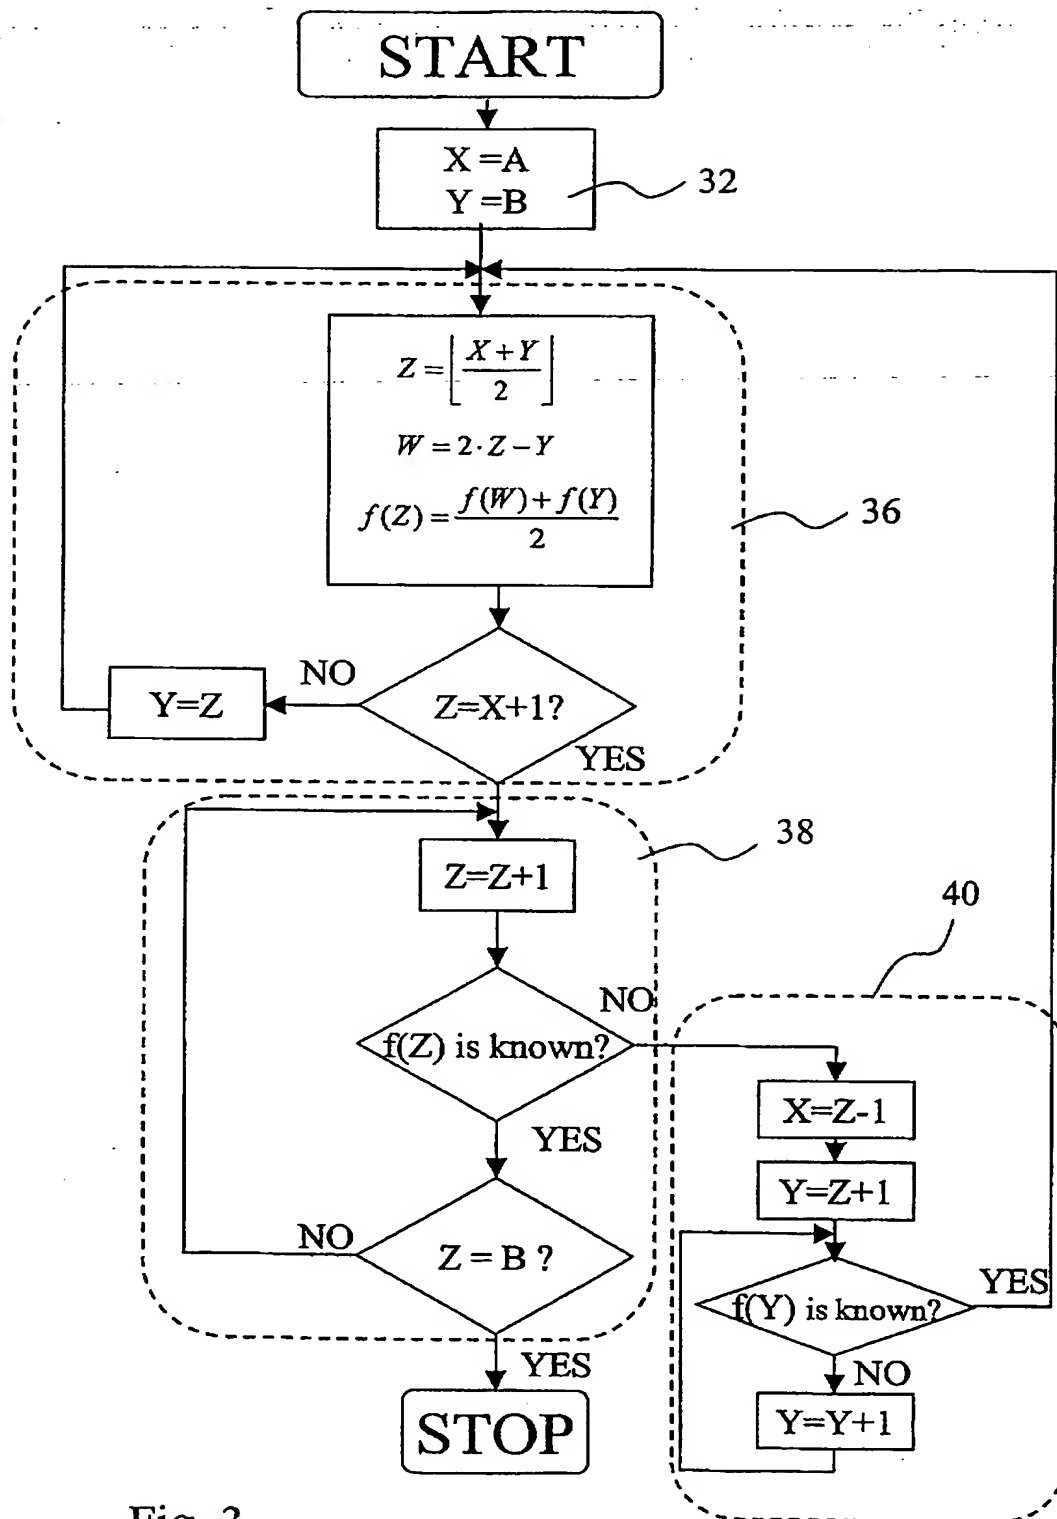 START
X =A
Y =B
32
Z = ⌊(X + Y)/2⌋
W = 2 · Z – Y
f(Z) = (f(W) + f(Y))/2
36
NO
Z=X+1?
Y=Z
YES
38
Z=Z+1
40
NO
f(Z) is known?
X=Z-1
YES
Y=Z+1
NO
Z = B ?
YES
f(Y) is known?
YES
NO
STOP
Y=Y+1